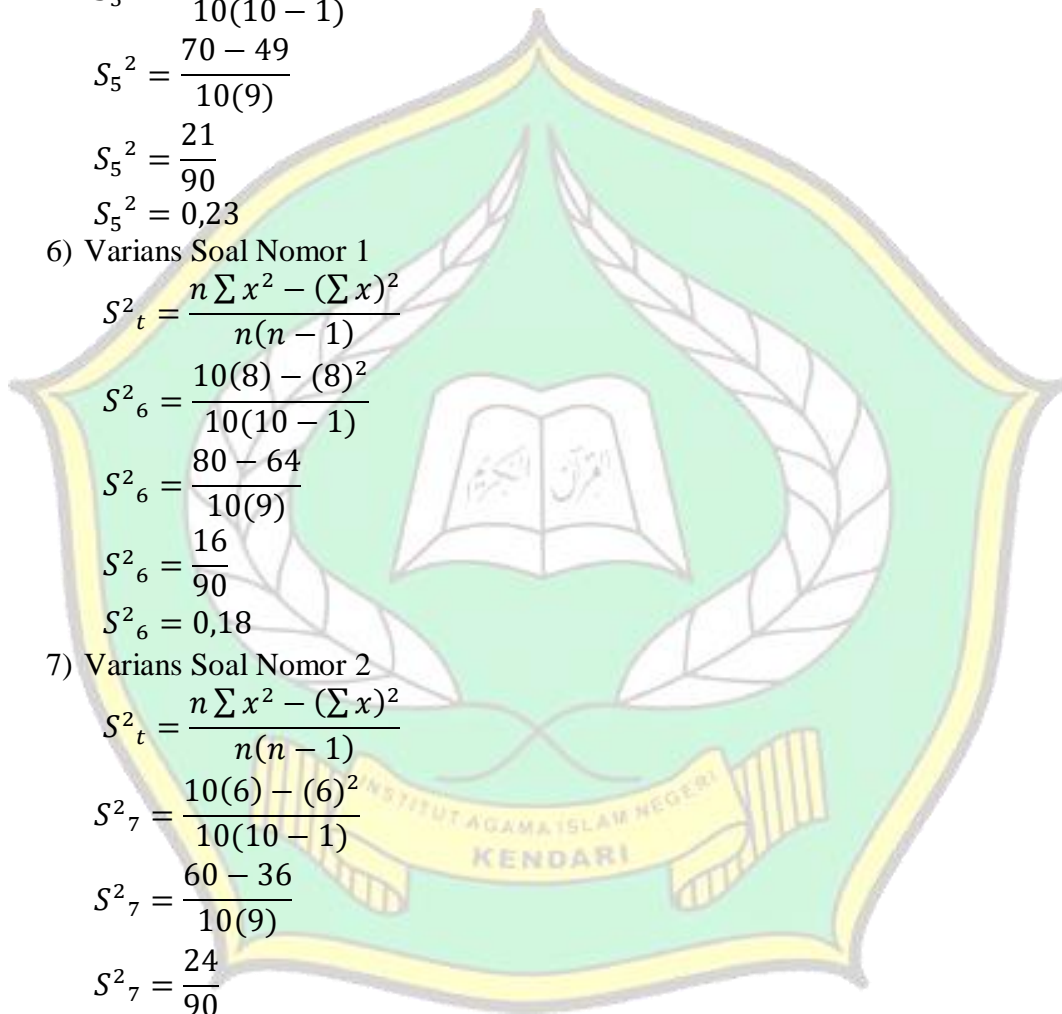 10(10 − 1)
S₅² = (70 − 49)/(10(9))
S₅² = 21/90
S₅² = 0,23
6) Varians Soal Nomor 1
S²ₜ = (n ∑ x² − (∑ x)²)/(n(n − 1))
S²₆ = (10(8) − (8)²)/(10(10 − 1))
S²₆ = (80 − 64)/(10(9))
S²₆ = 16/90
S²₆ = 0,18
7) Varians Soal Nomor 2
S²ₜ = (n ∑ x² − (∑ x)²)/(n(n − 1))
S²₇ = (10(6) − (6)²)/(10(10 − 1))
S²₇ = (60 − 36)/(10(9))
S²₇ = 24/90
INSTITUT AGAMA ISLAM NEGERI
KENDARI